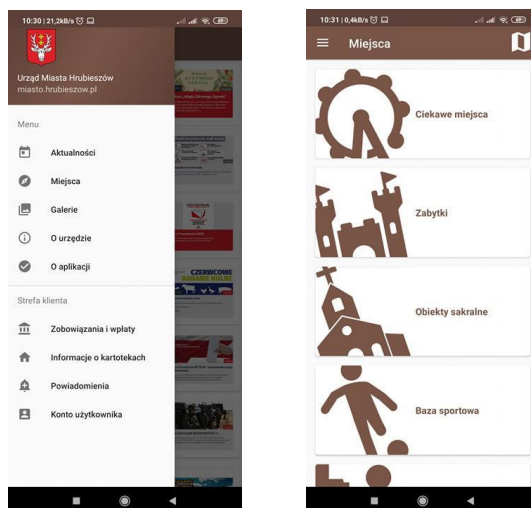 10:30 | 21,2kB/s
Urząd Miasta Hrubieszów
miasto.hrubieszow.pl
Menu
Aktualności
Miejsca
Galerie
O urzędzie
O aplikacji
Strefa klienta
Zobowiązania i wpłaty
Informacje o kartotekach
Powiadomienia
Konto użytkownika
CZERWCOWE
10:31 | 0,4kB/s
Miejsca
Ciekawe miejsca
Zabytki
Obiekty sakralne
Baza sportowa